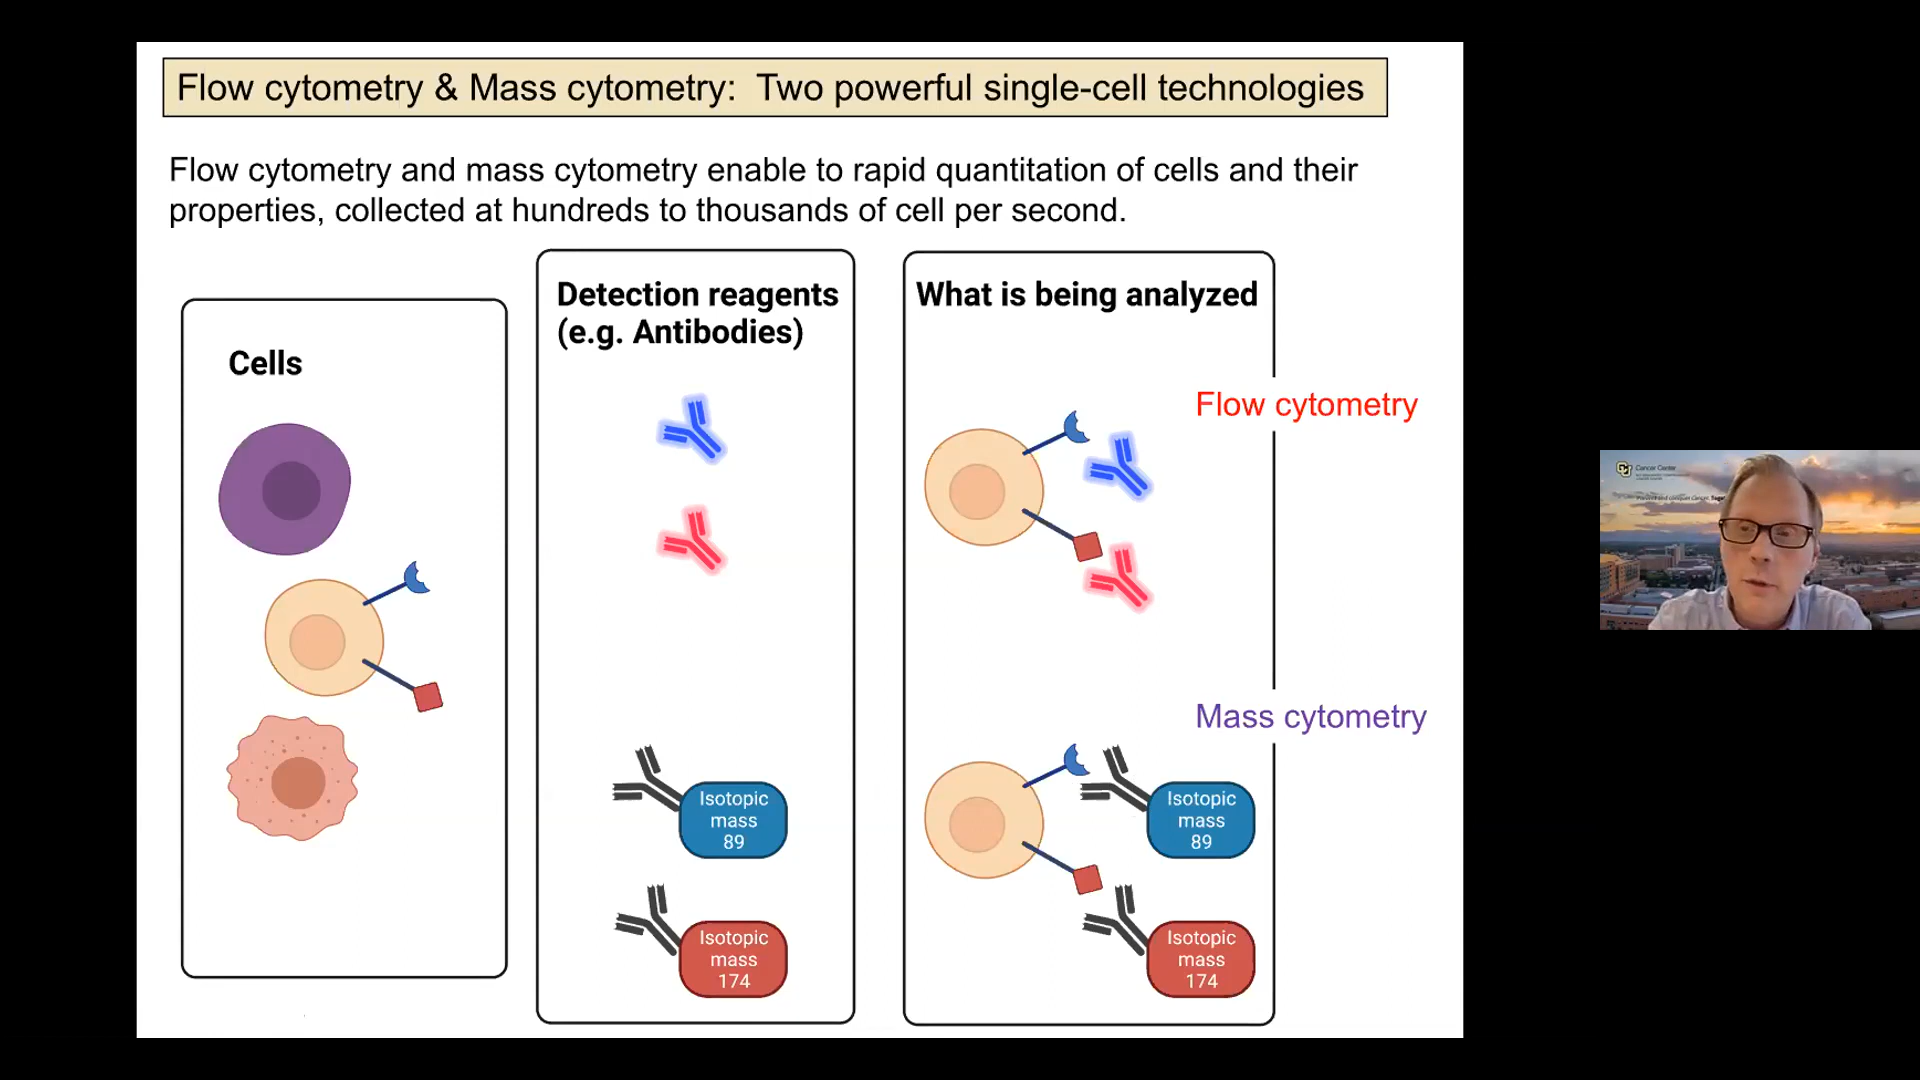 Flow cytometry & Mass cytometry:  Two powerful single-cell technologies
Flow cytometry and mass cytometry enable to rapid quantitation of cells and their
properties, collected at hundreds to thousands of cell per second.
Cells
Detection reagents
(e.g. Antibodies)
Isotopic
mass
89
Isotopic
mass
174
What is being analyzed
Flow cytometry
Mass cytometry
Isotopic
mass
89
Isotopic
mass
174
Cancer Center